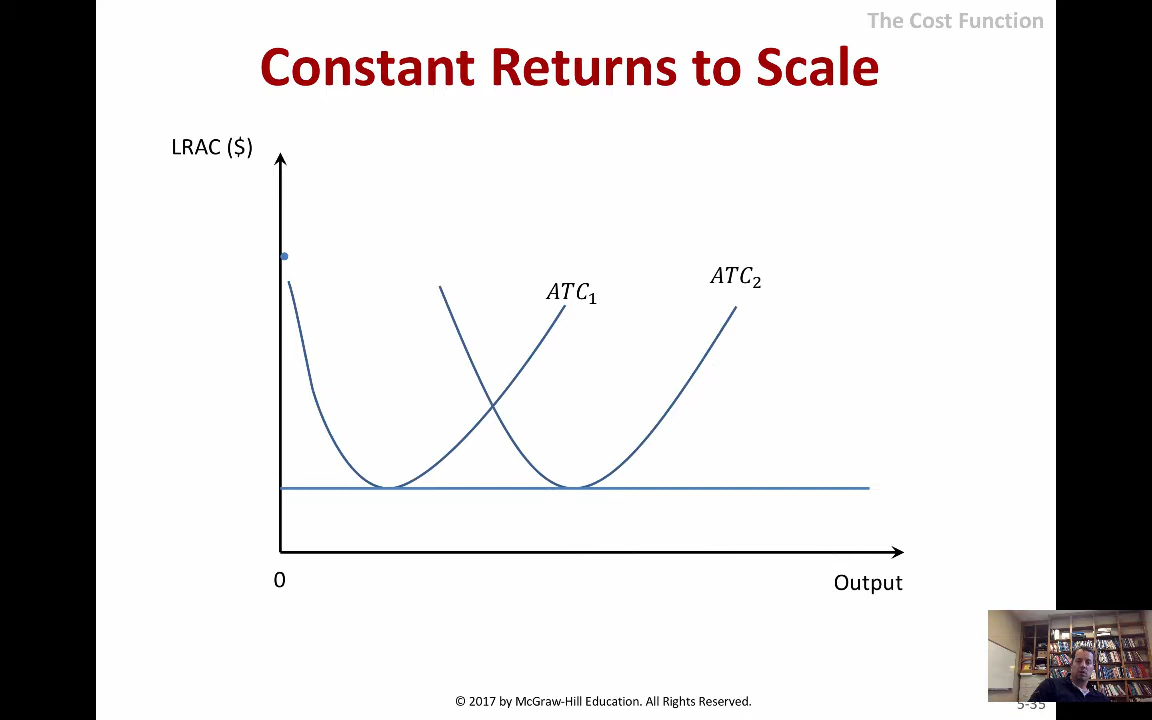 The Cost Function
Constant Returns to Scale
LRAC ($)
ATC₁
ATC₂
0
Output
© 2017 by McGraw-Hill Education. All Rights Reserved.
5-35